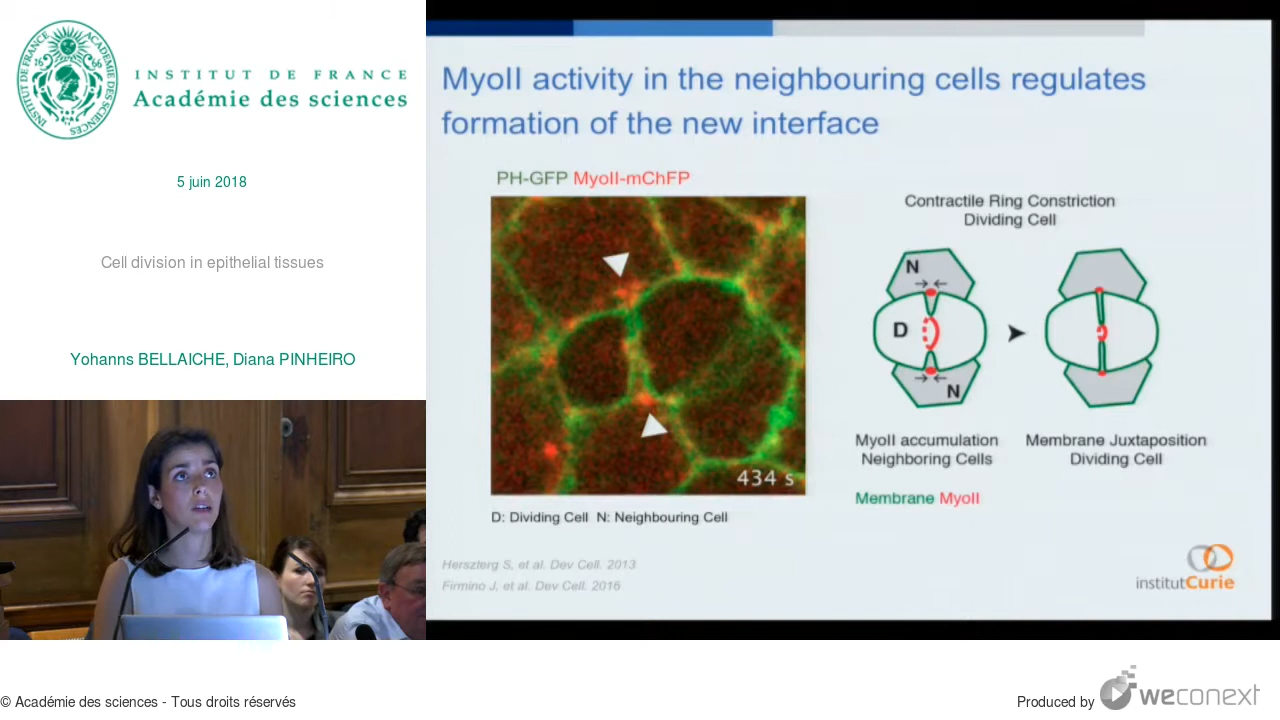 INSTITUT DE FRANCE
Académie des sciences
5 juin 2018
Cell division in epithelial tissues
Yohanns BELLAICHE, Diana PINHEIRO
MyoII activity in the neighbouring cells regulates
formation of the new interface
PH-GFP MyoII-mChFP
434 s
D: Dividing Cell N: Neighbouring Cell
Contractile Ring Constriction
Dividing Cell
N
D
N
MyoII accumulation
Neighboring Cells
Membrane Juxtaposition
Dividing Cell
Membrane MyoII
Herszterg S, et al. Dev Cell. 2013
Firmino J, et al. Dev Cell. 2016
institutCurie
© Académie des sciences - Tous droits réservés
Produced by weconext